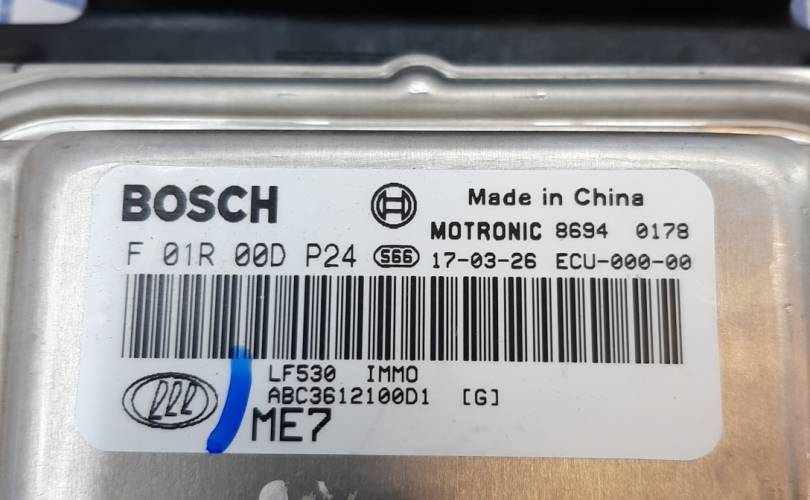 BOSCH
Made in China
MOTRONIC 8694 0178
F 01R 00D P24 S66 17-03-26 ECU-000-00
LF530 IMMO
ABC3612100D1 [G]
ME7